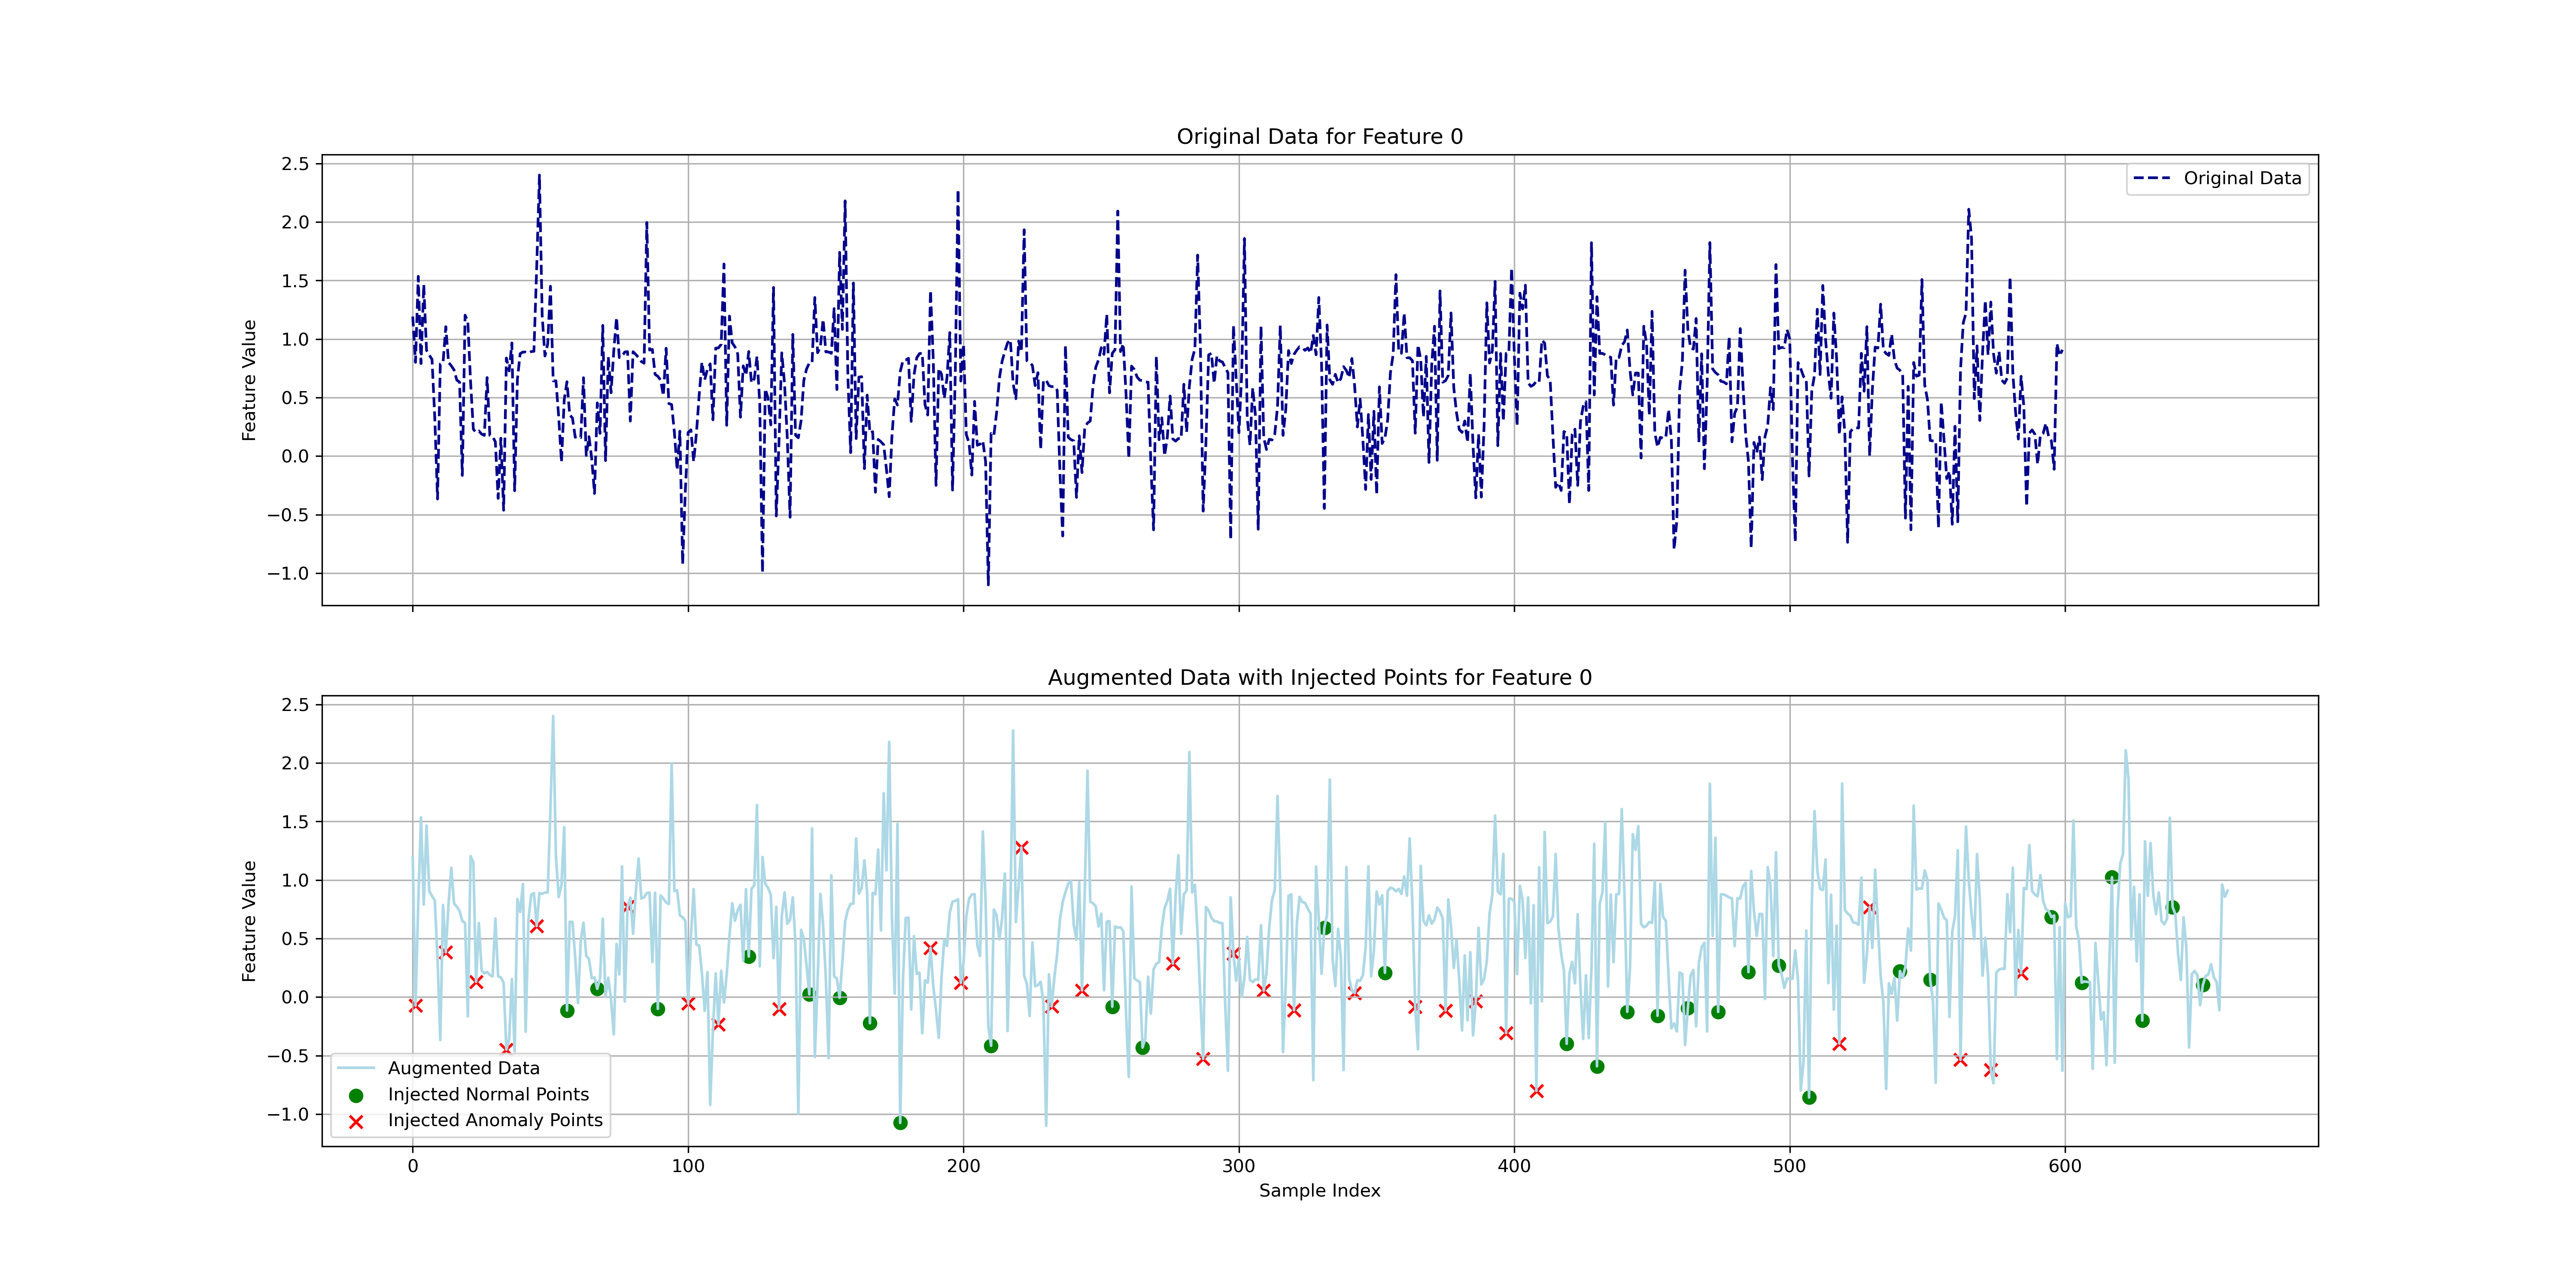 Original Data for Feature 0
2.5
2.0
1.5
1.0
0.5
0.0
−0.5
−1.0
Feature Value
Original Data
Augmented Data with Injected Points for Feature 0
2.5
2.0
1.5
1.0
0.5
0.0
−0.5
−1.0
Feature Value
Augmented Data
Injected Normal Points
Injected Anomaly Points
0 100 200 300 400 500 600
Sample Index